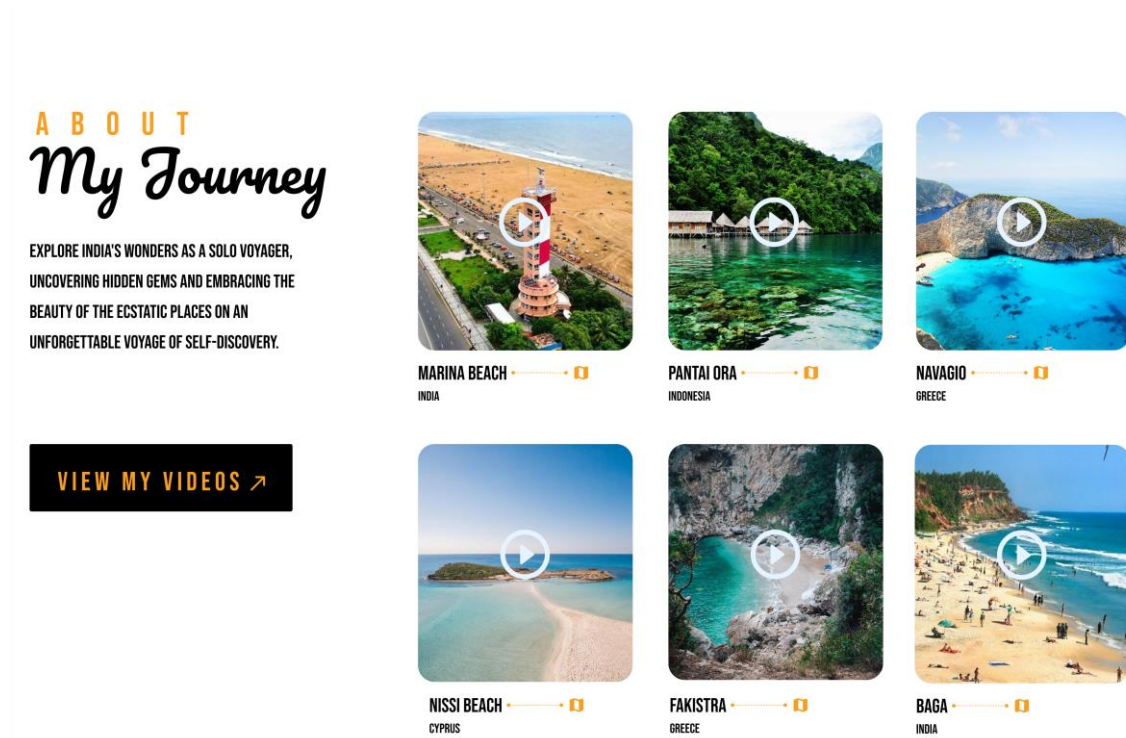 ABOUT
My Journey
EXPLORE INDIA'S WONDERS AS A SOLO VOYAGER,
UNCOVERING HIDDEN GEMS AND EMBRACING THE
BEAUTY OF THE ECSTATIC PLACES ON AN
UNFORGETTABLE VOYAGE OF SELF-DISCOVERY.
VIEW MY VIDEOS
MARINA BEACH
INDIA
PANTAI ORA
INDONESIA
NAVAGIO
GREECE
NISSI BEACH
CYPRUS
FAKISTRA
GREECE
BAGA
INDIA